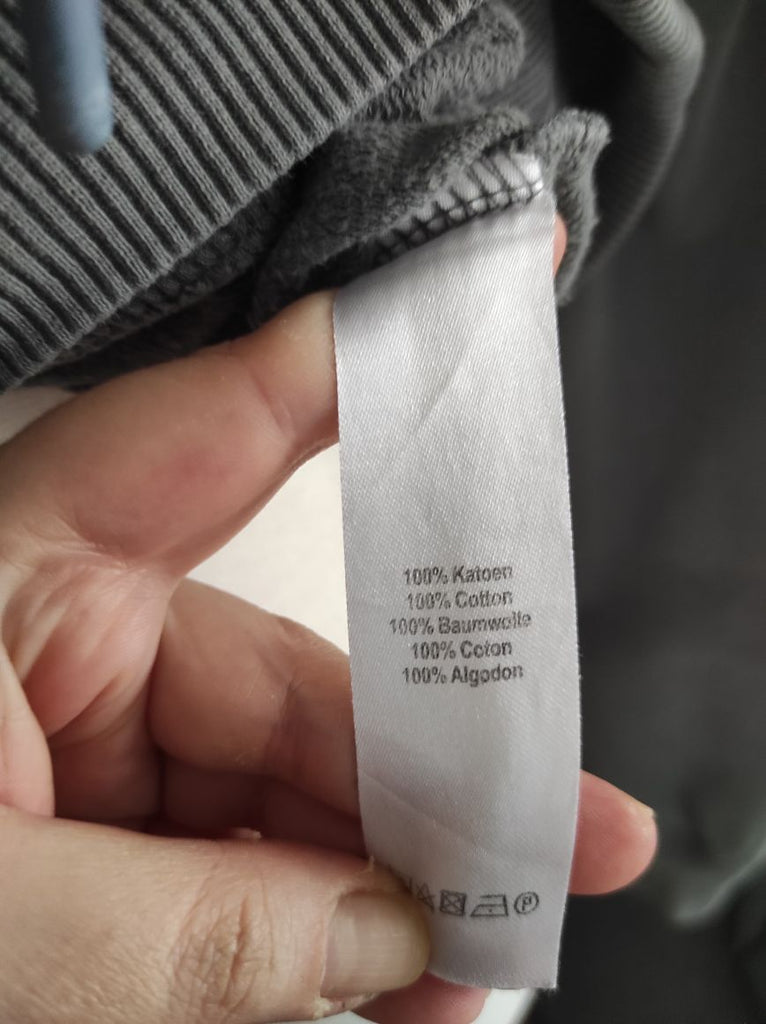 100% Katoen
100% Cotton
100% Baumwolle
100% Coton
100% Algodon
P